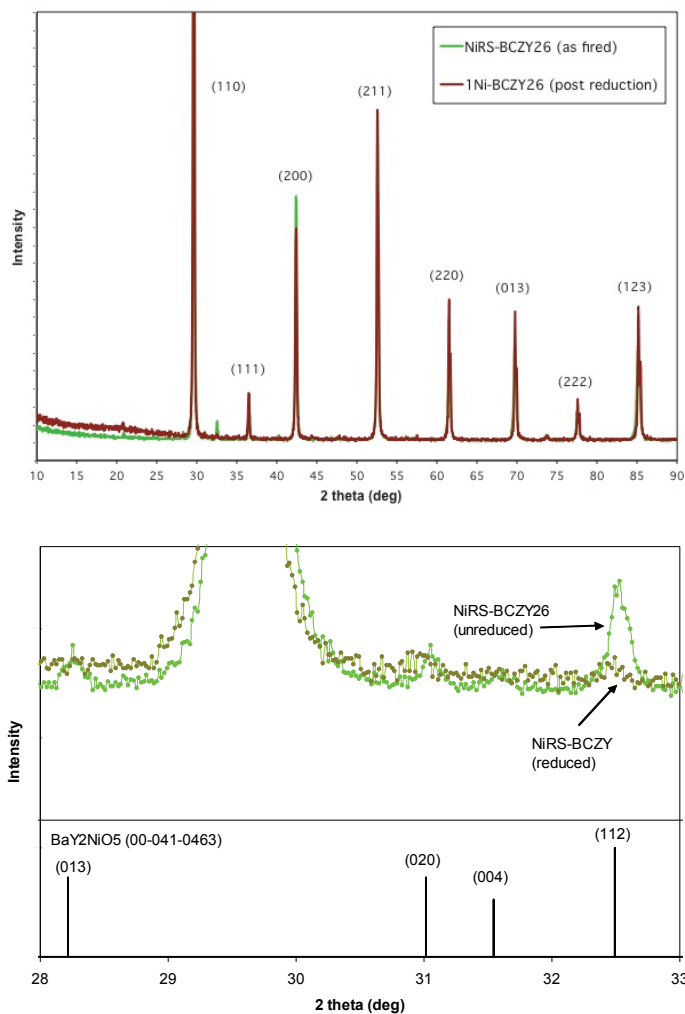 NiRS-BCZY26 (as fired)
1Ni-BCZY26 (post reduction)
(110)
(211)
(200)
(220)
(013)
(123)
(111)
(222)
Intensity
10 15 20 25 30 35 40 45 50 55 60 65 70 75 80 85 90
2 theta (deg)
NiRS-BCZY26
(unreduced)
NiRS-BCZY
(reduced)
Intensity
BaY2NiO5 (00-041-0463)
(013)
(020)
(004)
(112)
28 29 30 31 32 33
2 theta (deg)